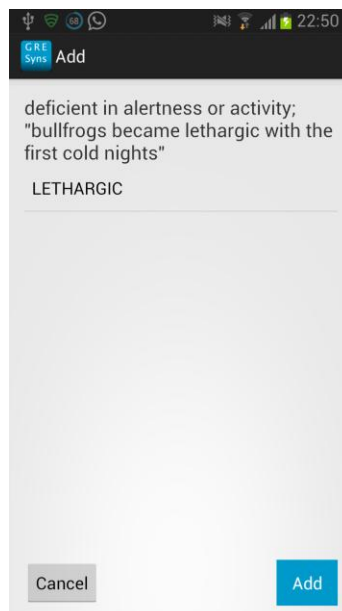 68 22:50
GRE
Syns Add
deficient in alertness or activity;
"bullfrogs became lethargic with the
first cold nights"
LETHARGIC
Cancel Add